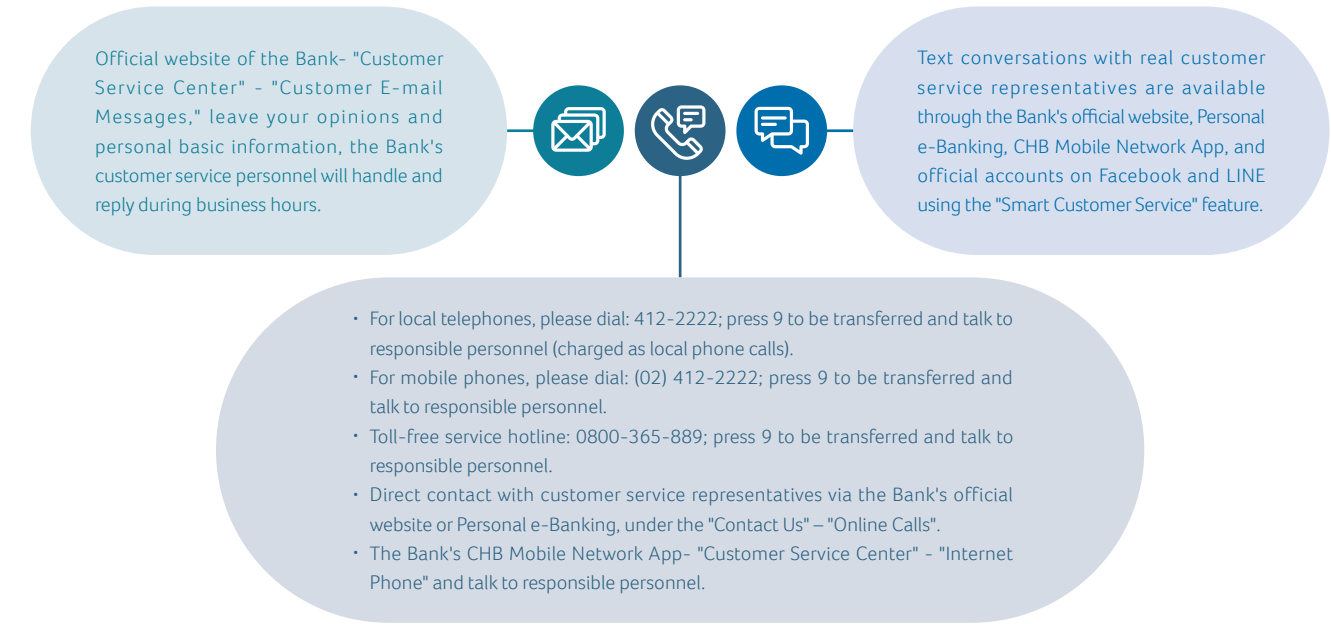 Official website of the Bank- "Customer
Service Center" - "Customer E-mail
Messages," leave your opinions and
personal basic information, the Bank's
customer service personnel will handle and
reply during business hours.
Text conversations with real customer
service representatives are available
through the Bank's official website, Personal
e-Banking, CHB Mobile Network App, and
official accounts on Facebook and LINE
using the "Smart Customer Service" feature.
• For local telephones, please dial: 412-2222; press 9 to be transferred and talk to
responsible personnel (charged as local phone calls).
• For mobile phones, please dial: (02) 412-2222; press 9 to be transferred and
talk to responsible personnel.
• Toll-free service hotline: 0800-365-889; press 9 to be transferred and talk to
responsible personnel.
• Direct contact with customer service representatives via the Bank's official
website or Personal e-Banking, under the "Contact Us" – "Online Calls".
• The Bank's CHB Mobile Network App- "Customer Service Center" - "Internet
Phone" and talk to responsible personnel.